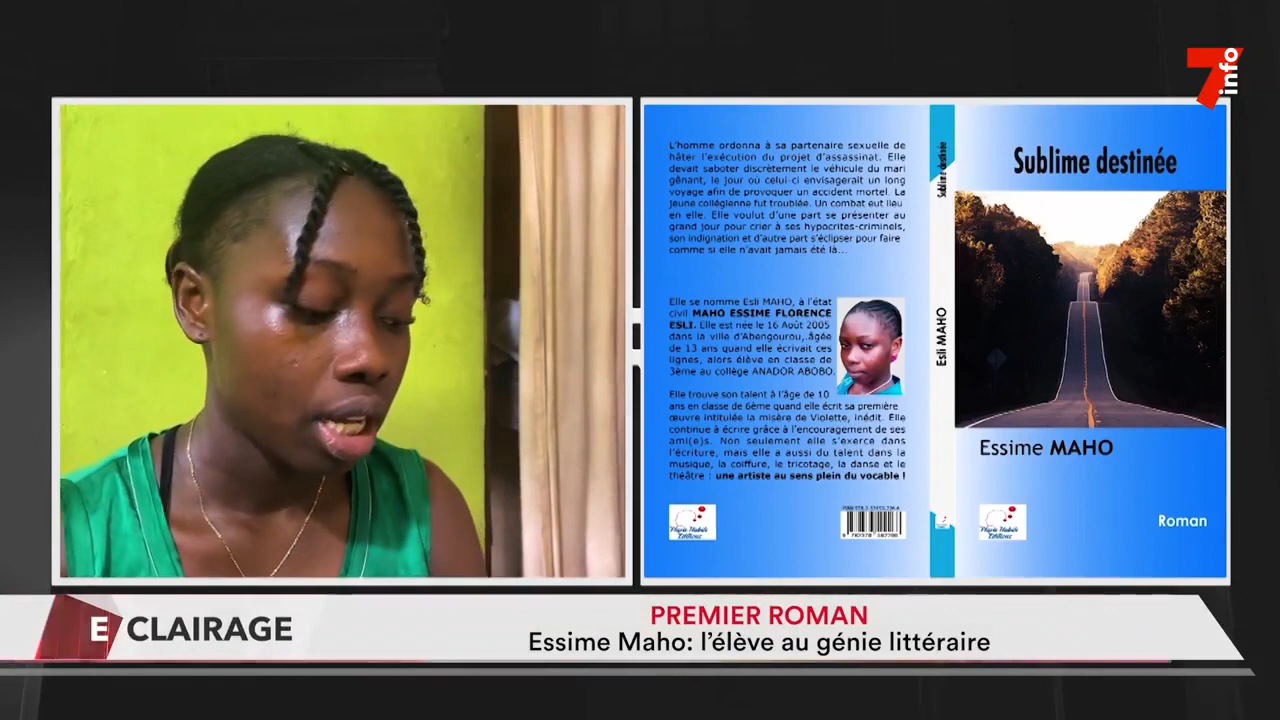 7info
L'homme ordonna à sa partenaire sexuelle de
hâter l'exécution du projet d'assassinat. Elle
devait saboter discrètement le véhicule du mari
gênant, le jour où celui-ci envisagerait un long
voyage afin de provoquer un accident mortel. La
jeune collégienne fut troublée. Un combat eut lieu
en elle. Elle voulut d'une part se présenter au
grand jour pour crier à ses hypocrites-criminels,
son indignation et d'autre part s'éclipser pour faire
comme si elle n'avait jamais été là...
Elle se nomme Esli MAHO, à l'état
civil MAHO ESSIME FLORENCE
ESLI. Elle est née le 16 Août 2005
dans la ville d'Abengourou,.âgée
de 13 ans quand elle écrivait ces
lignes, alors élève en classe de
3ème au collège ANADOR ABOBO.
Elle trouve son talent à l'âge de 10
ans en classe de 6ème quand elle écrit sa première
œuvre intitulée la misère de Violette, inédit. Elle
continue à écrire grâce à l'encouragement de ses
ami(e)s. Non seulement elle s'exerce dans
l'écriture, mais elle a aussi du talent dans la
musique, la coiffure, le tricotage, la danse et le
théâtre : une artiste au sens plein du vocable !
Sublime destinée
Esli MAHO
Sublime destinée
Essime MAHO
Roman
ECLAIRAGE
PREMIER ROMAN
Essime Maho: l'élève au génie littéraire